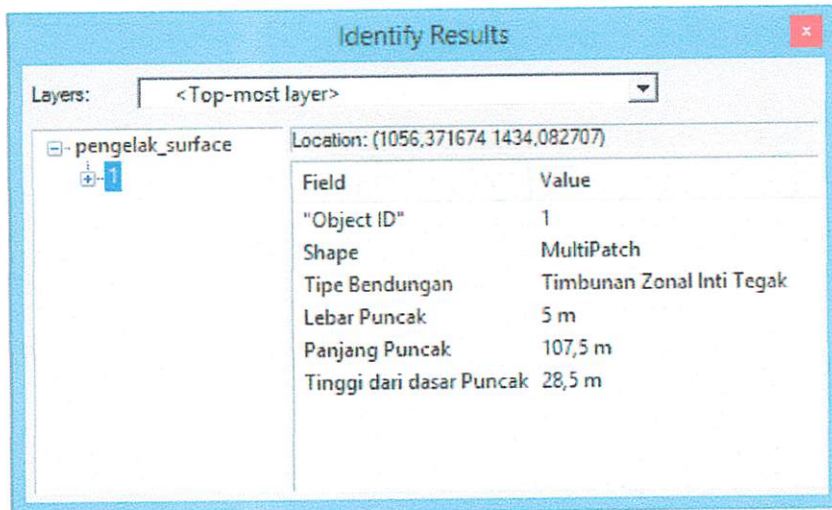 Identify Results
x
Layers: <Top-most layer>
pengelak_surface
1
Location: (1056,371674 1434,082707)
Field Value
"Object ID" 1
Shape MultiPatch
Tipe Bendungan Timbunan Zonal Inti Tegak
Lebar Puncak 5 m
Panjang Puncak 107,5 m
Tinggi dari dasar Puncak 28,5 m